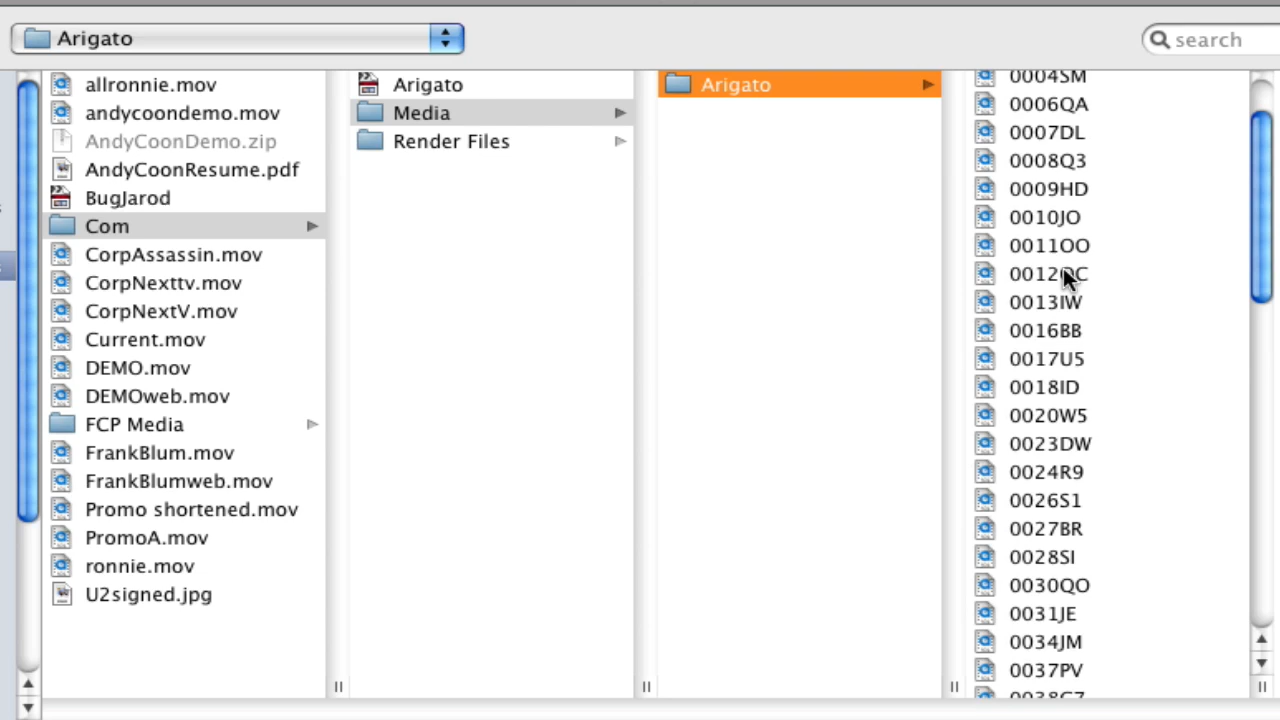 Arigato
search
allronnie.mov
andycoondemo.mov
AndyCoonDemo.zip
AndyCoonResume.pdf
BugJarod
Com
CorpAssassin.mov
CorpNexttv.mov
CorpNextV.mov
Current.mov
DEMO.mov
DEMOweb.mov
FCP Media
FrankBlum.mov
FrankBlumweb.mov
Promo shortened.mov
PromoA.mov
ronnie.mov
U2signed.jpg
Arigato
Media
Render Files
Arigato
0004SM
0006QA
0007DL
0008Q3
0009HD
0010JO
0011OO
0013IW
0016BB
0017U5
0018ID
0020W5
0023DW
0024R9
0026S1
0027BR
0028SI
0030QO
0031JE
0034JM
0037PV